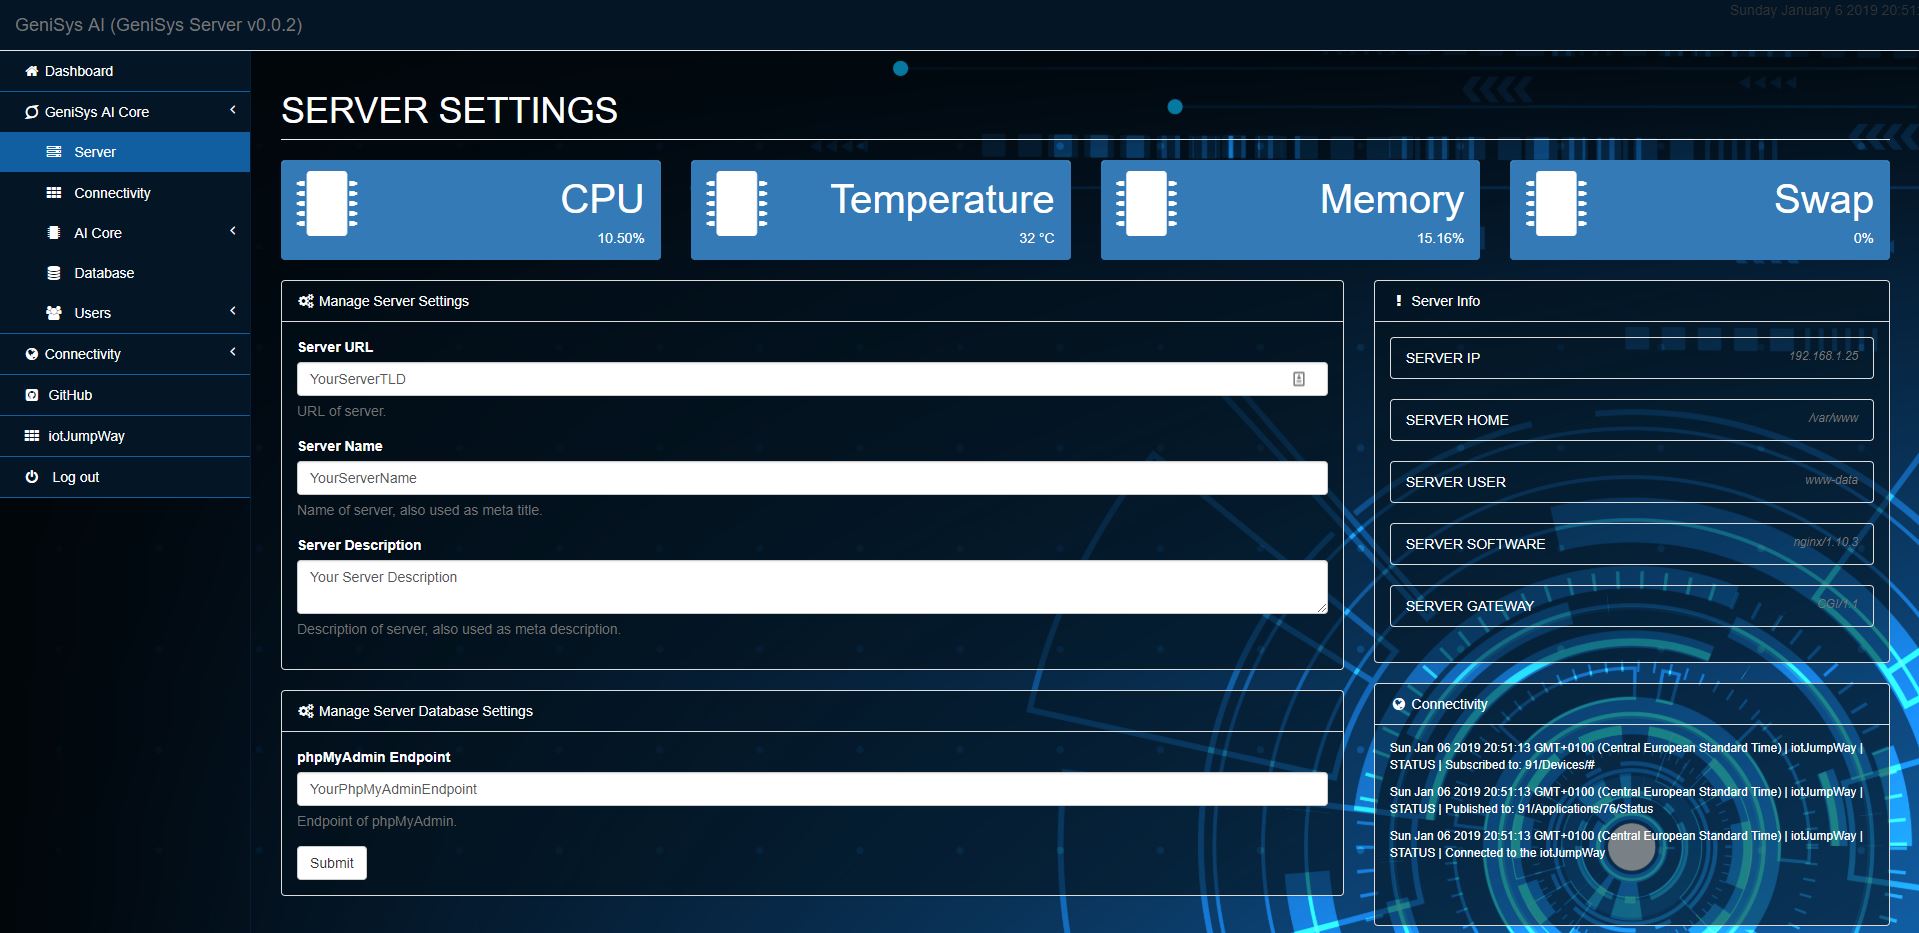 GeniSys AI (GeniSys Server v0.0.2)
Sunday January 6 2019 20:51
Dashboard
GeniSys AI Core
Server
Connectivity
AI Core
Database
Users
Connectivity
GitHub
iotJumpWay
Log out
SERVER SETTINGS
CPU
10.50%
Temperature
32 °C
Memory
15.16%
Swap
0%
Manage Server Settings
Server URL
YourServerTLD
URL of server.
Server Name
YourServerName
Name of server, also used as meta title.
Server Description
Your Server Description
Description of server, also used as meta description.
Manage Server Database Settings
phpMyAdmin Endpoint
YourPhpMyAdminEndpoint
Endpoint of phpMyAdmin.
Submit
Server Info
SERVER IP 192.168.1.25
SERVER HOME /var/www
SERVER USER www-data
SERVER SOFTWARE nginx/1.10.3
SERVER GATEWAY CGI/1.1
Connectivity
Sun Jan 06 2019 20:51:13 GMT+0100 (Central European Standard Time) | iotJumpWay |
STATUS | Subscribed to: 91/Devices/#
Sun Jan 06 2019 20:51:13 GMT+0100 (Central European Standard Time) | iotJumpWay |
STATUS | Published to: 91/Applications/76/Status
Sun Jan 06 2019 20:51:13 GMT+0100 (Central European Standard Time) | iotJumpWay |
STATUS | Connected to the iotJumpWay